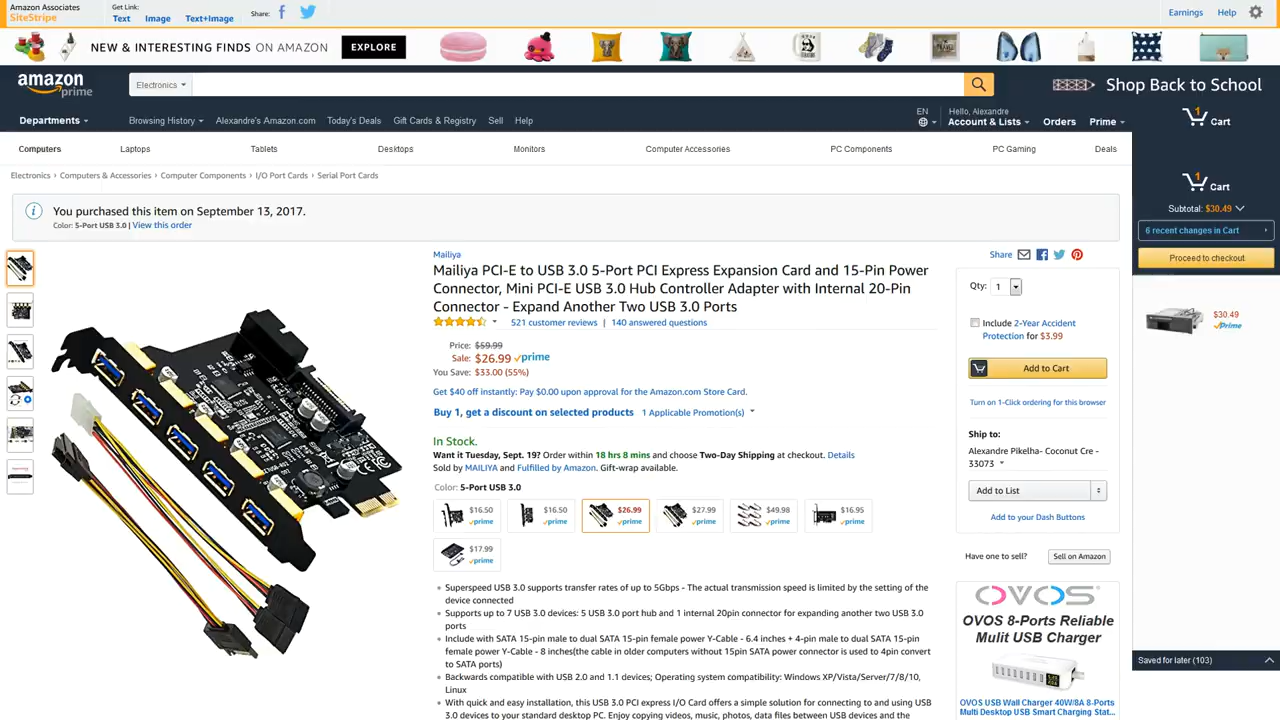 Amazon Associates
SiteStripe
Get Link:
Text Image Text+Image
Share:
Earnings Help
NEW & INTERESTING FINDS ON AMAZON
EXPLORE
amazon
prime
Electronics
Shop Back to School
Departments
Browsing History
Alexandre's Amazon.com
Today's Deals
Gift Cards & Registry
Sell
Help
EN
Hello, Alexandre
Account & Lists
Orders
Prime
1
Cart
Computers
Laptops
Tablets
Desktops
Monitors
Computer Accessories
PC Components
PC Gaming
Deals
Electronics › Computers & Accessories › Computer Components › I/O Port Cards › Serial Port Cards
You purchased this item on September 13, 2017.
Color: 5-Port USB 3.0 | View this order
Mailiya
Mailiya PCI-E to USB 3.0 5-Port PCI Express Expansion Card and 15-Pin Power
Connector, Mini PCI-E USB 3.0 Hub Controller Adapter with Internal 20-Pin
Connector - Expand Another Two USB 3.0 Ports
521 customer reviews | 140 answered questions
Price: $59.99
Sale: $26.99 prime
You Save: $33.00 (55%)
Get $40 off instantly: Pay $0.00 upon approval for the Amazon.com Store Card.
Buy 1, get a discount on selected products 1 Applicable Promotion(s)
In Stock.
Want it Tuesday, Sept. 19? Order within 18 hrs 8 mins and choose Two-Day Shipping at checkout. Details
Sold by MAILIYA and Fulfilled by Amazon. Gift-wrap available.
Color: 5-Port USB 3.0
$16.50 prime
$16.50 prime
$26.99 prime
$27.99 prime
$49.98 prime
$16.95 prime
$17.99 prime
• Superspeed USB 3.0 supports transfer rates of up to 5Gbps - The actual transmission speed is limited by the setting of the
device connected
• Supports up to 7 USB 3.0 devices: 5 USB 3.0 port hub and 1 internal 20pin connector for expanding another two USB 3.0
ports
• Include with SATA 15-pin male to dual SATA 15-pin female power Y-Cable - 6.4 inches + 4-pin male to dual SATA 15-pin
female power Y-Cable - 8 inches(the cable in older computers without 15pin SATA power connector is used to 4pin convert
to SATA ports)
• Backwards compatible with USB 2.0 and 1.1 devices; Operating system compatibility: Windows XP/Vista/Server/7/8/10,
Linux
• With quick and easy installation, this USB 3.0 PCI express I/O Card offers a simple solution for connecting to and using USB
3.0 devices to your standard desktop PC. Enjoy copying videos, music, photos, data files between USB devices and the
Share
Qty: 1
Include 2-Year Accident
Protection for $3.99
Add to Cart
Turn on 1-Click ordering for this browser
Ship to:
Alexandre Pikelha- Coconut Cre -
33073
Add to List
Add to your Dash Buttons
Have one to sell?
Sell on Amazon
OVOS
OVOS 8-Ports Reliable
Mulit USB Charger
OVOS USB Wall Charger 40W/8A 8-Ports
Multi Desktop USB Smart Charging Stat...
1
Cart
Subtotal: $30.49
6 recent changes in Cart
Proceed to checkout
$30.49
Prime
Saved for later (103)